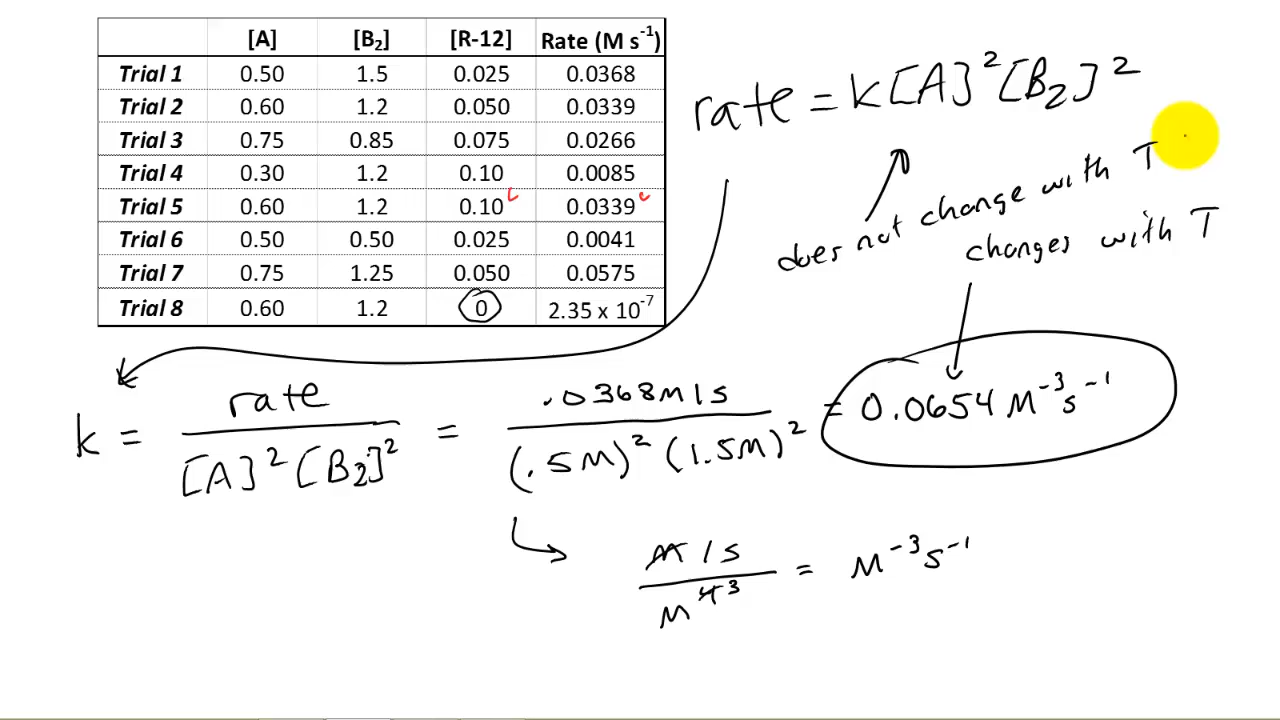 [A] [B₂] [R-12] Rate (M s⁻¹)
Trial 1 0.50 1.5 0.025 0.0368
Trial 2 0.60 1.2 0.050 0.0339
Trial 3 0.75 0.85 0.075 0.0266
Trial 4 0.30 1.2 0.10 0.0085
Trial 5 0.60 1.2 0.10 0.0339
Trial 6 0.50 0.50 0.025 0.0041
Trial 7 0.75 1.25 0.050 0.0575
Trial 8 0.60 1.2 0 2.35 x 10⁻⁷
rate = k[A]²[B₂]²
does not change with T
changes with T
k = rate / [A]²[B₂]² = .0368M/s / (.5M)²(1.5M)² = 0.0654 M⁻³s⁻¹
M/s / M⁴³ = M⁻³s⁻¹